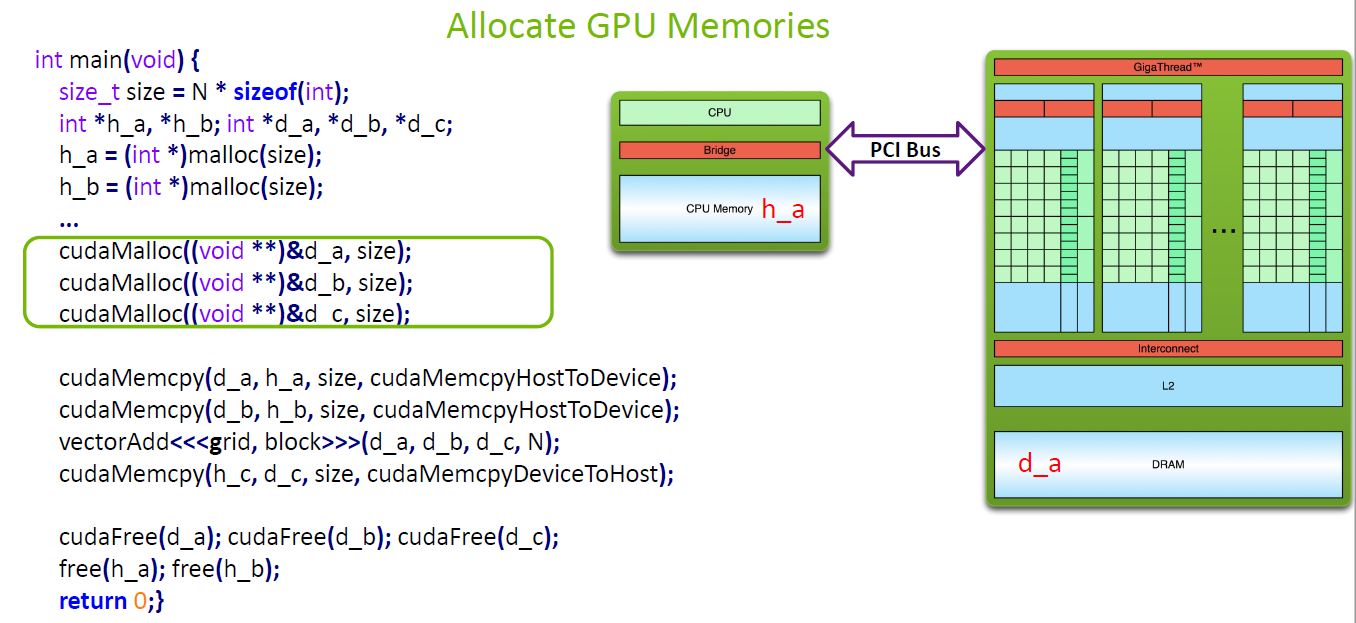 Allocate GPU Memories
int main(void) {
size_t size = N * sizeof(int);
int *h_a, *h_b; int *d_a, *d_b, *d_c;
h_a = (int *)malloc(size);
h_b = (int *)malloc(size);
...
cudaMalloc((void **)&d_a, size);
cudaMalloc((void **)&d_b, size);
cudaMalloc((void **)&d_c, size);
cudaMemcpy(d_a, h_a, size, cudaMemcpyHostToDevice);
cudaMemcpy(d_b, h_b, size, cudaMemcpyHostToDevice);
vectorAdd<<<grid, block>>>(d_a, d_b, d_c, N);
cudaMemcpy(h_c, d_c, size, cudaMemcpyDeviceToHost);
cudaFree(d_a); cudaFree(d_b); cudaFree(d_c);
free(h_a); free(h_b);
return 0;}
CPU
Bridge
CPU Memory h_a
PCI Bus
GigaThread™
...
Interconnect
L2
d_a DRAM